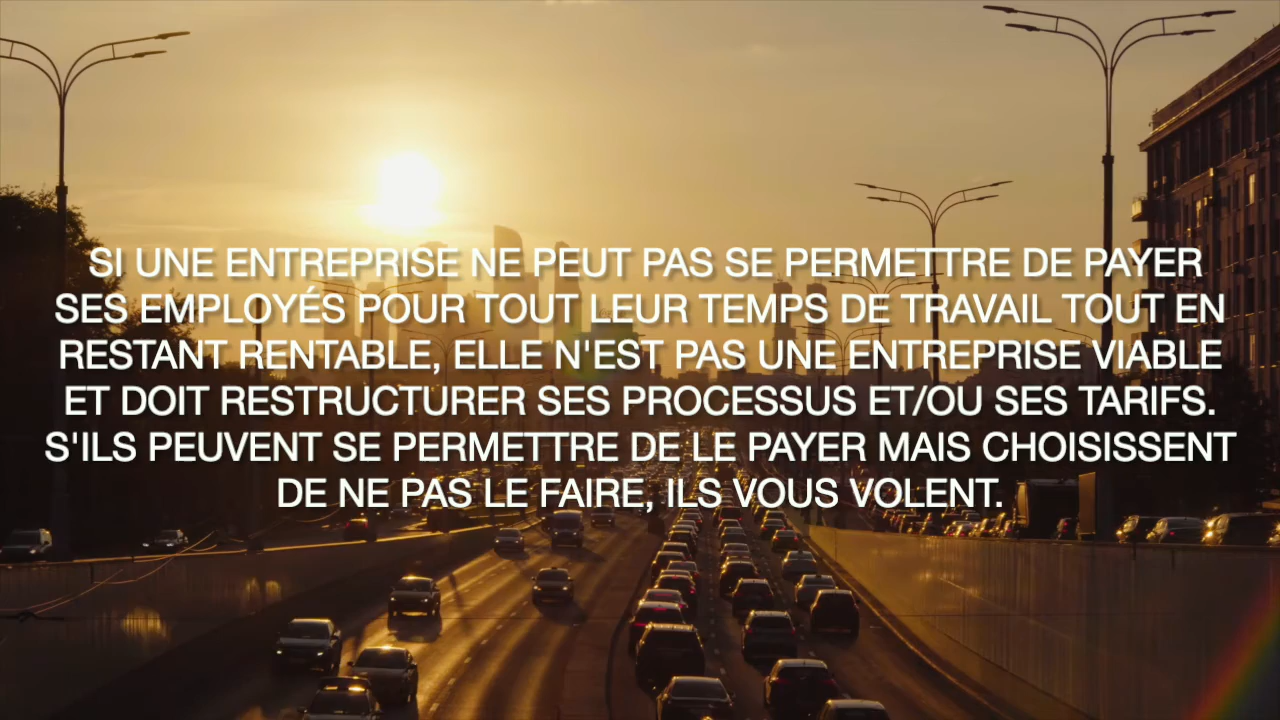 SI UNE ENTREPRISE NE PEUT PAS SE PERMETTRE DE PAYER
SES EMPLOYÉS POUR TOUT LEUR TEMPS DE TRAVAIL TOUT EN
RESTANT RENTABLE, ELLE N'EST PAS UNE ENTREPRISE VIABLE
ET DOIT RESTRUCTURER SES PROCESSUS ET/OU SES TARIFS.
S'ILS PEUVENT SE PERMETTRE DE LE PAYER MAIS CHOISISSENT
DE NE PAS LE FAIRE, ILS VOUS VOLENT.